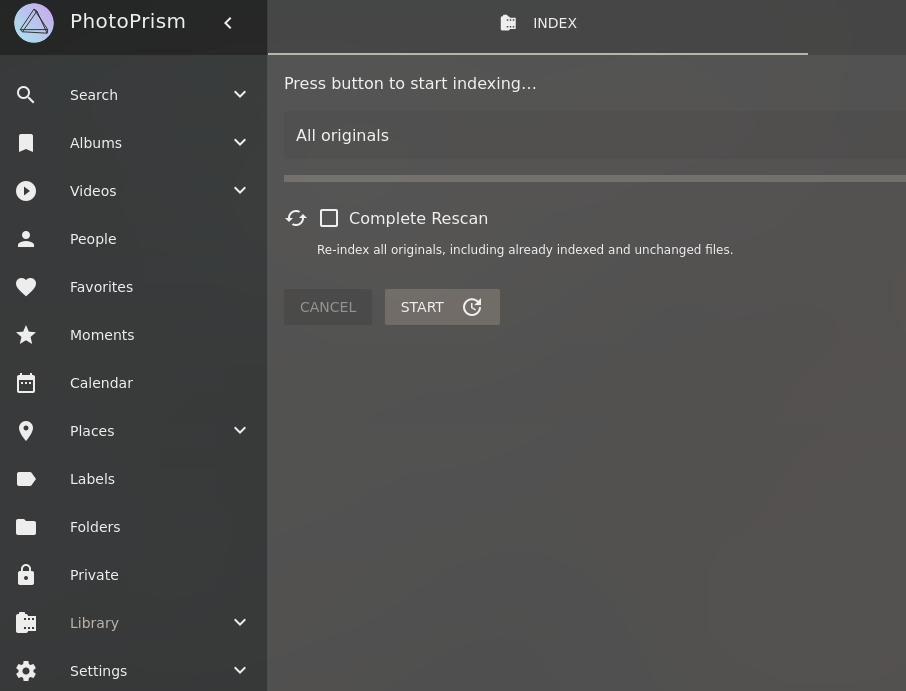 PhotoPrism
INDEX
Search
Albums
Videos
People
Favorites
Moments
Calendar
Places
Labels
Folders
Private
Library
Settings
Press button to start indexing...
All originals
Complete Rescan
Re-index all originals, including already indexed and unchanged files.
CANCEL
START